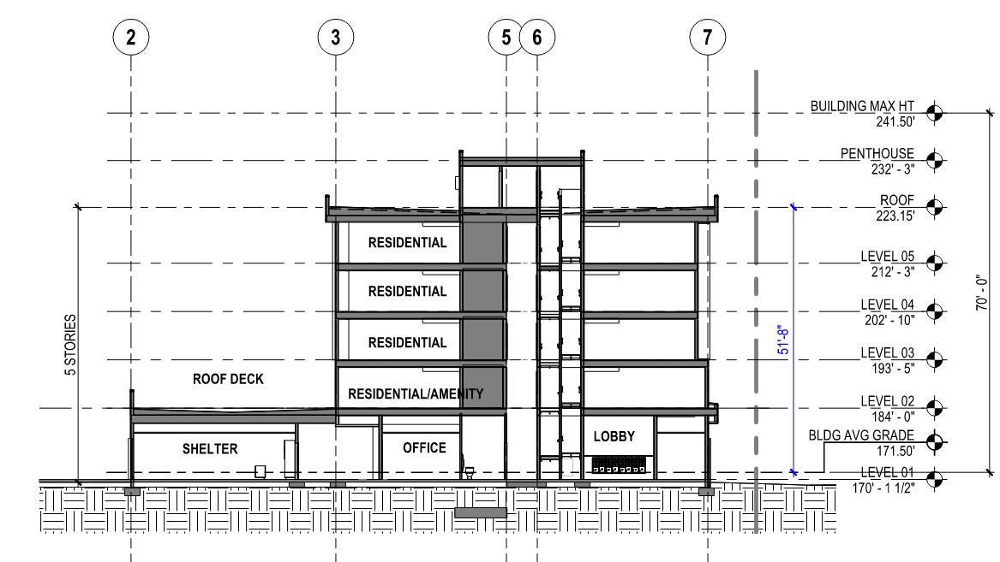 2 3 5 6 7
BUILDING MAX HT
241.50'
PENTHOUSE
232' - 3"
ROOF
223.15'
RESIDENTIAL
LEVEL 05
212' - 3"
RESIDENTIAL
LEVEL 04
202' - 10"
70' - 0"
5 STORIES
51'-8"
RESIDENTIAL
LEVEL 03
193' - 5"
ROOF DECK
RESIDENTIAL/AMENITY
LEVEL 02
184' - 0"
SHELTER
OFFICE
LOBBY
BLDG AVG GRADE
171.50'
LEVEL 01
170' - 1 1/2"